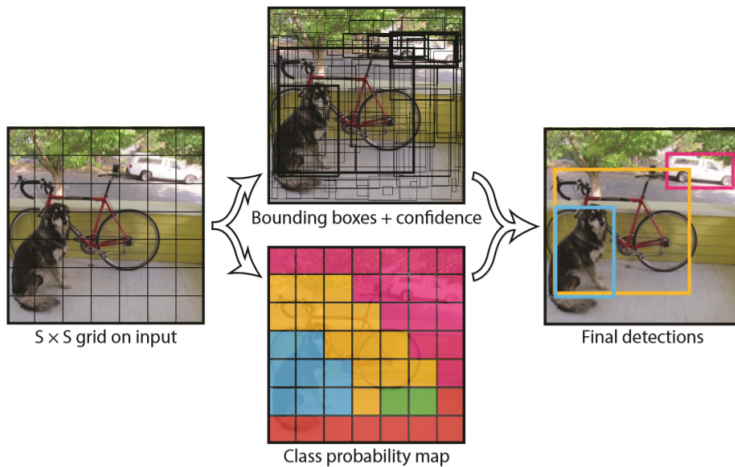 Bounding boxes + confidence
S × S grid on input
Final detections
Class probability map